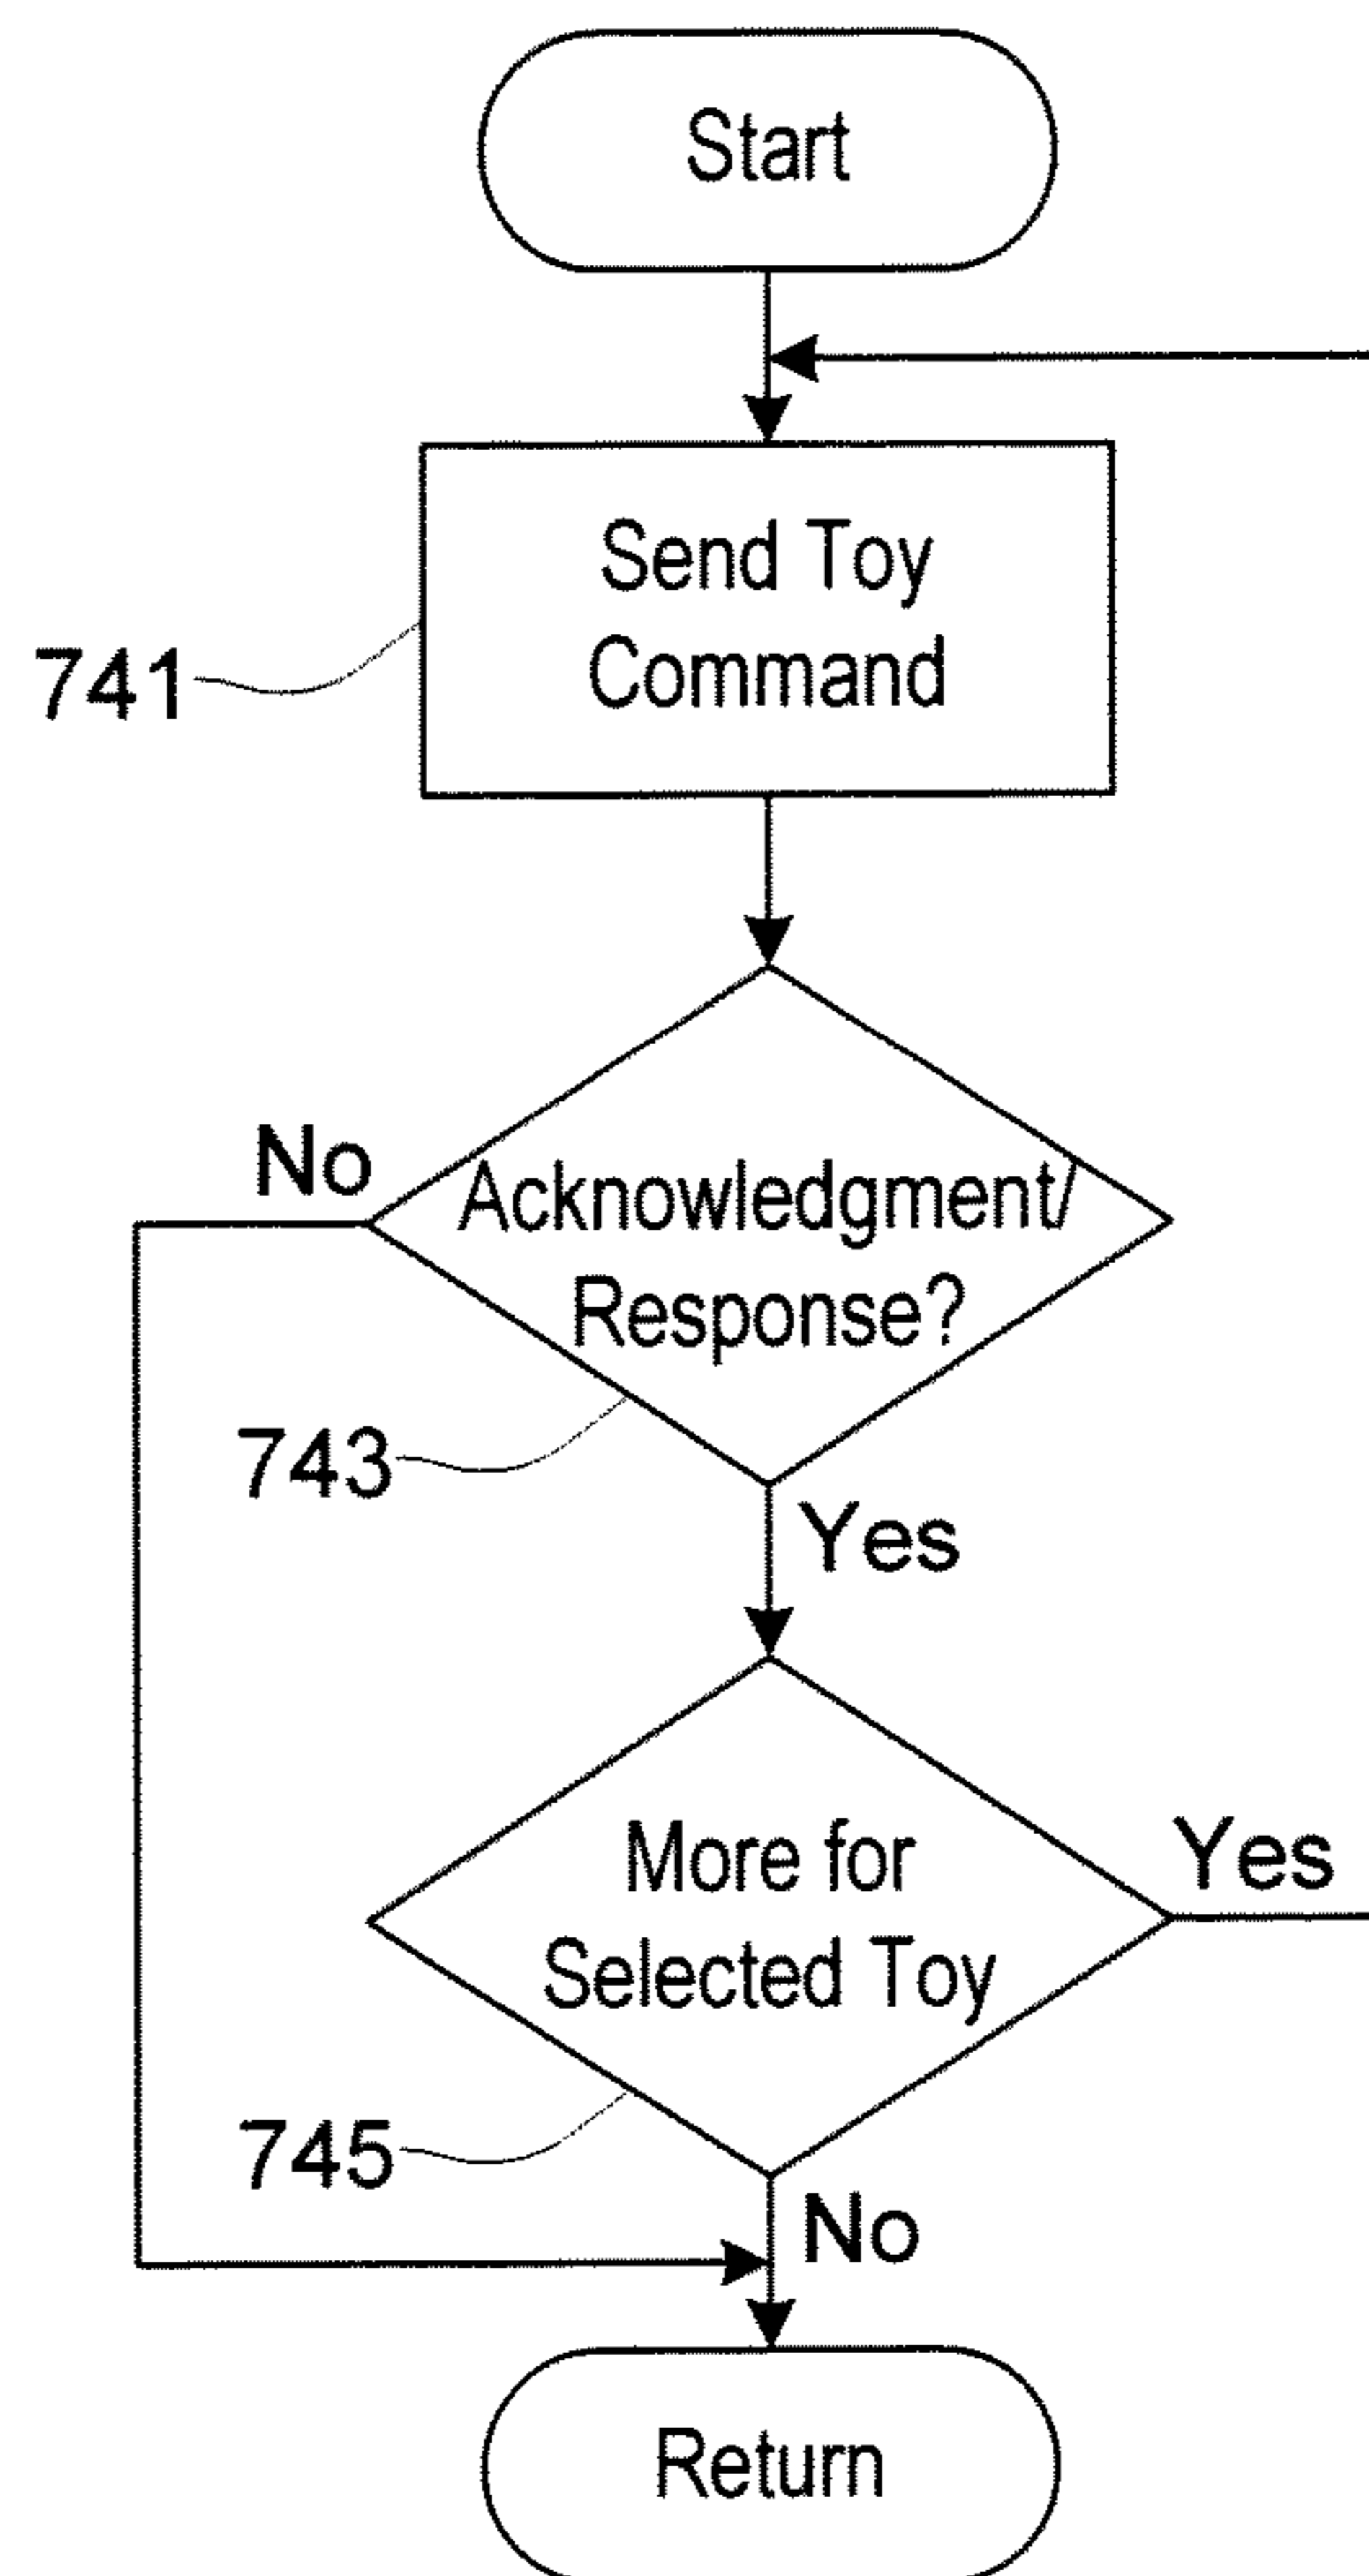 Start
Send Toy
Command
741
No
Acknowledgment/
Response?
743
Yes
More for
Selected Toy
Yes
745
No
Return